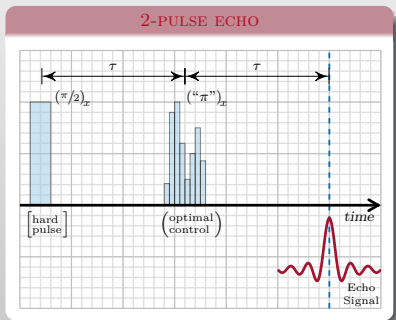 2-PULSE ECHO
τ τ
(π/2)x (“π”)x
[hard pulse] (optimal control)
time
Echo
Signal